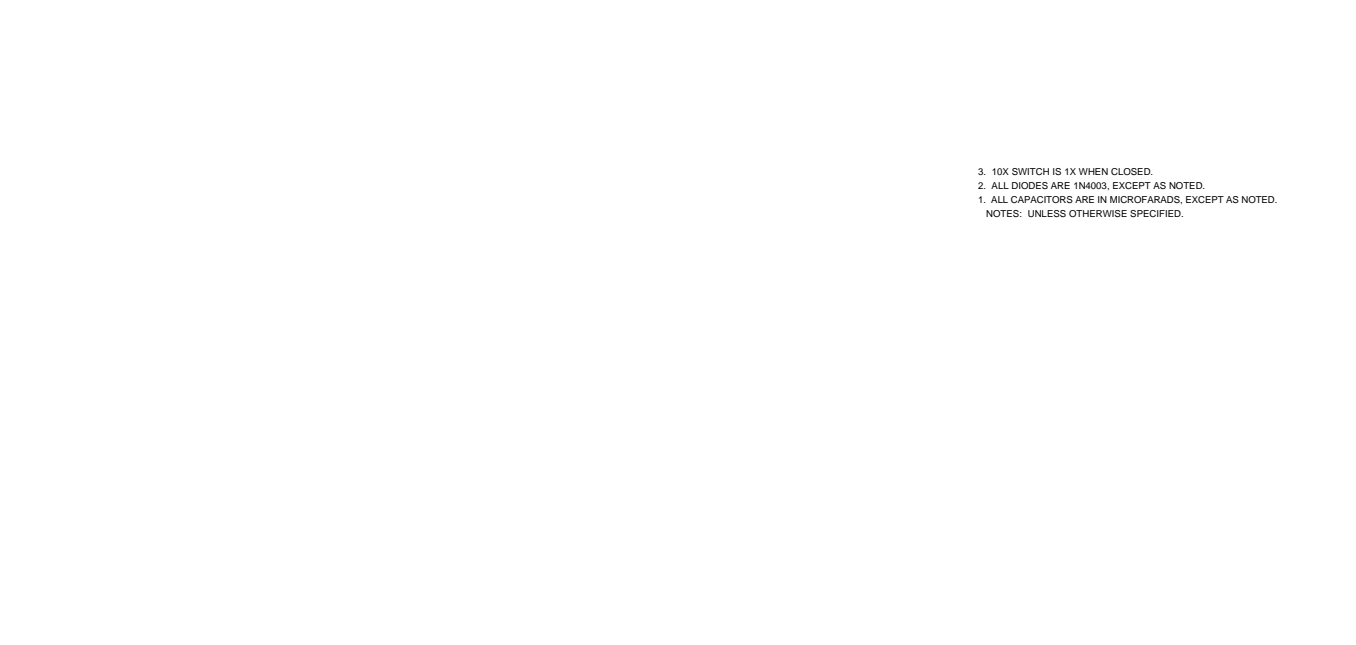 3. 10X SWITCH IS 1X WHEN CLOSED.
2. ALL DIODES ARE 1N4003, EXCEPT AS NOTED.
1. ALL CAPACITORS ARE IN MICROFARADS, EXCEPT AS NOTED.
NOTES: UNLESS OTHERWISE SPECIFIED.